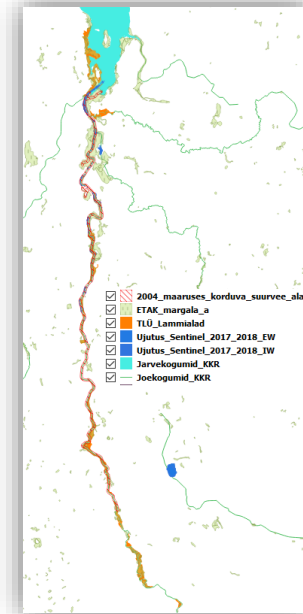 2004_maaruses_korduva_suurvee_ala
ETAK_margala_a
TLÜ_Lammialad
Ujutus_Sentinel_2017_2018_EW
Ujutus_Sentinel_2017_2018_IW
Jarvekogumid_KKR
Joekogumid_KKR